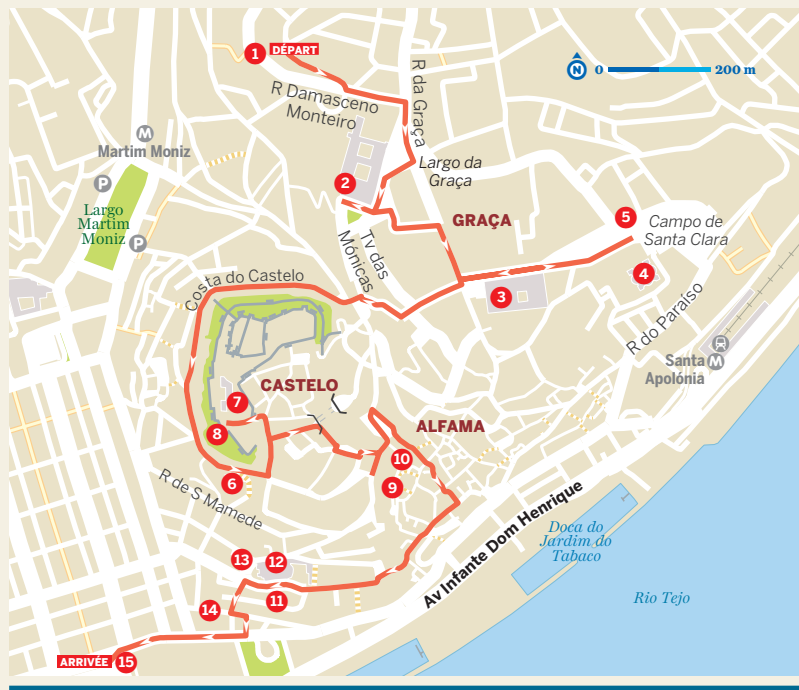 1
DÉPART
R Damasceno
Monteiro
R da Graça
N
0
200 m
M
Martim Moniz
P
Largo
Martim
Moniz
P
2
Largo da
Graça
GRAÇA
5
Campo de
Santa Clara
Tv das
Mónicas
Costa do Castelo
3
4
R do Paraíso
Santa
Apolónia
M
CASTELO
7
8
ALFAMA
6
10
9
R de S Mamede
Av Infante Dom Henrique
Doca do
Jardim do
Tabaco
Rio Tejo
13
12
11
14
ARRIVÉE
15